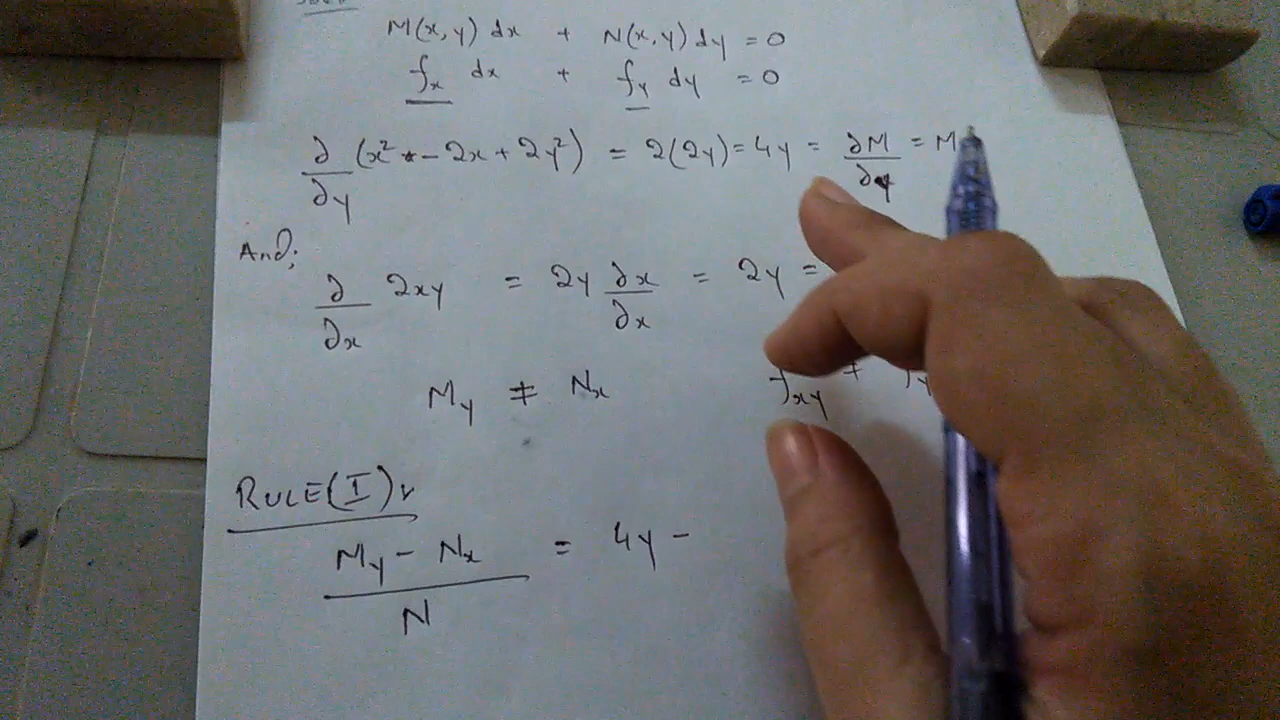 M(x,y) dx + N(x,y) dy = 0
fx dx + fy dy = 0
∂/∂y (x² - 2x + 2y²) = 2(2y) = 4y = ∂M/∂y = M
And;
∂/∂x 2xy = 2y ∂x/∂x = 2y =
My ≠ Nx fxy ≠ fy
RULE(I)
(My - Nx)/N = 4y -